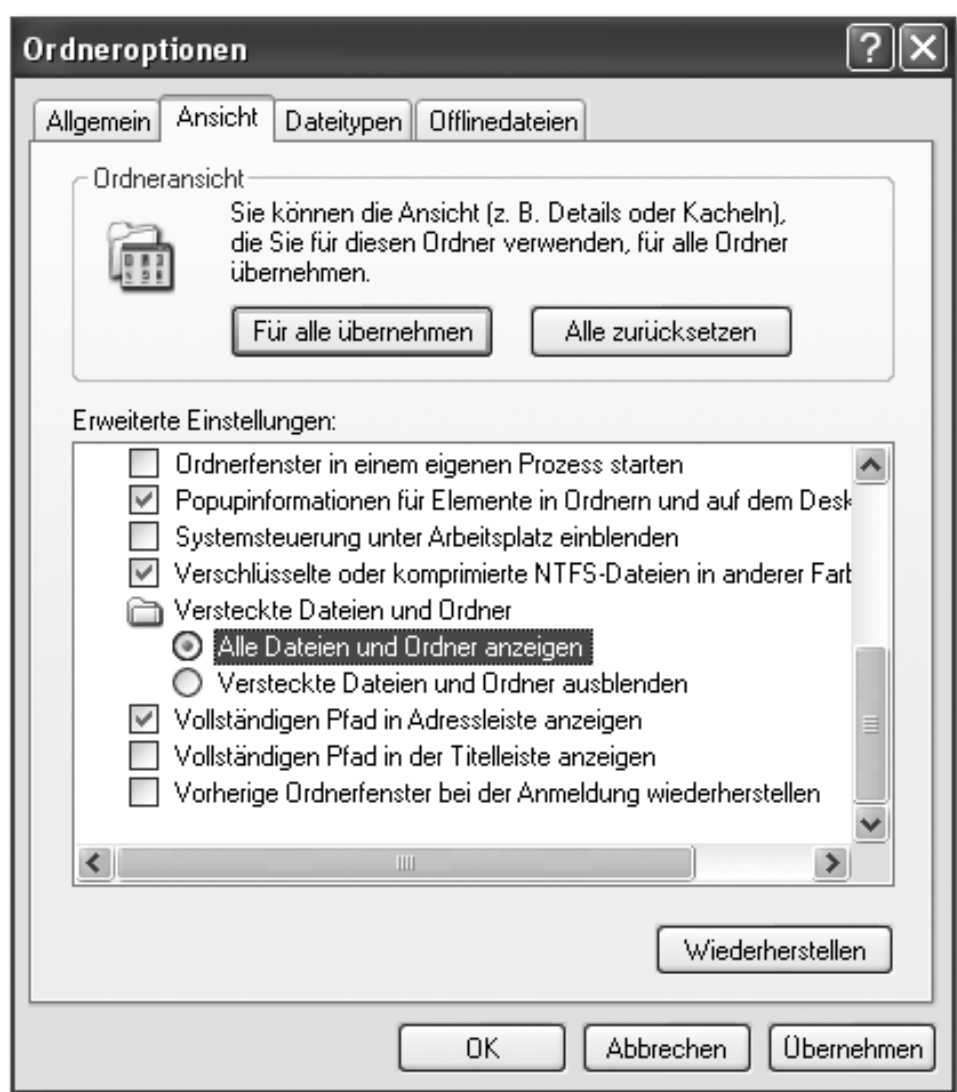 Ordneroptionen
Allgemein Ansicht Dateitypen Offlinedateien
Ordneransicht
Sie können die Ansicht (z. B. Details oder Kacheln),
die Sie für diesen Ordner verwenden, für alle Ordner
übernehmen.
Für alle übernehmen Alle zurücksetzen
Erweiterte Einstellungen:
Ordnerfenster in einem eigenen Prozess starten
Popupinformationen für Elemente in Ordnern und auf dem Desk
Systemsteuerung unter Arbeitsplatz einblenden
Verschlüsselte oder komprimierte NTFS-Dateien in anderer Farb
Versteckte Dateien und Ordner
Alle Dateien und Ordner anzeigen
Versteckte Dateien und Ordner ausblenden
Vollständigen Pfad in Adressleiste anzeigen
Vollständigen Pfad in der Titelleiste anzeigen
Vorherige Ordnerfenster bei der Anmeldung wiederherstellen
Wiederherstellen
OK Abbrechen Übernehmen